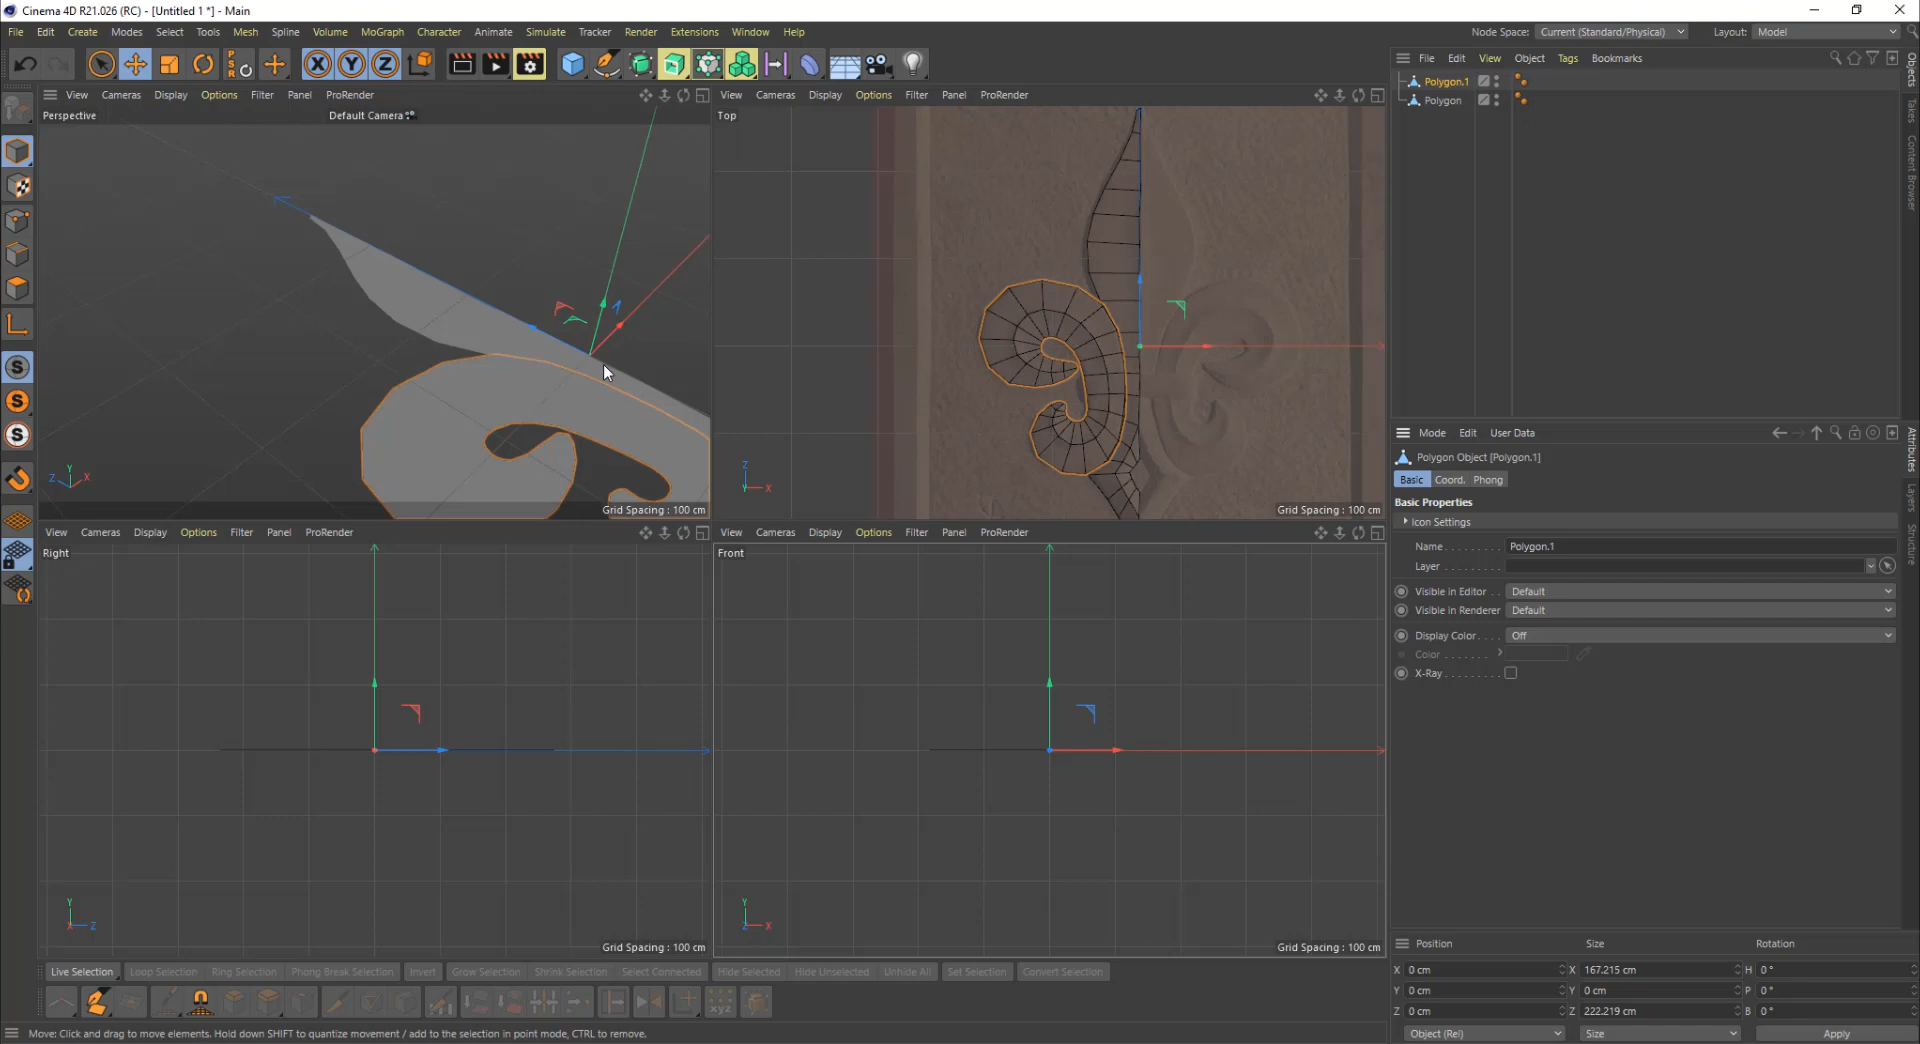 Cinema 4D R21.026 (RC) - [Untitled 1 *] - Main
File Edit Create Modes Select Tools Mesh Spline Volume MoGraph Character Animate Simulate Tracker Render Extensions Window Help
Node Space: Current (Standard/Physical) Layout: Model
PSR
X Y Z
File Edit View Object Tags Bookmarks
Polygon.1
Polygon
View Cameras Display Options Filter Panel ProRender
Perspective Default Camera
Y Z X
Grid Spacing : 100 cm
View Cameras Display Options Filter Panel ProRender
Top
Z Y X
Grid Spacing : 100 cm
View Cameras Display Options Filter Panel ProRender
Right
Y X Z
Grid Spacing : 100 cm
View Cameras Display Options Filter Panel ProRender
Front
Y Z X
Grid Spacing : 100 cm
S
S
S
Objects
Takes
Content Browser
Attributes
Layers
Structure
Mode Edit User Data
Polygon Object [Polygon.1]
Basic Coord. Phong
Basic Properties
Icon Settings
Name . . . . . . . . . Polygon.1
Layer . . . . . . . . .
Visible in Editor . . Default
Visible in Renderer Default
Display Color . . . . Off
Color . . . . . . .
X-Ray . . . . . . . . .
Position Size Rotation
X 0 cm X 167.215 cm H 0 °
Y 0 cm Y 0 cm P 0 °
Z 0 cm Z 222.219 cm B 0 °
Object (Rel) Size Apply
Live Selection Loop Selection Ring Selection Phong Break Selection Invert Grow Selection Shrink Selection Select Connected Hide Selected Hide Unselected Unhide All Set Selection Convert Selection
xyz
Move: Click and drag to move elements. Hold down SHIFT to quantize movement / add to the selection in point mode, CTRL to remove.